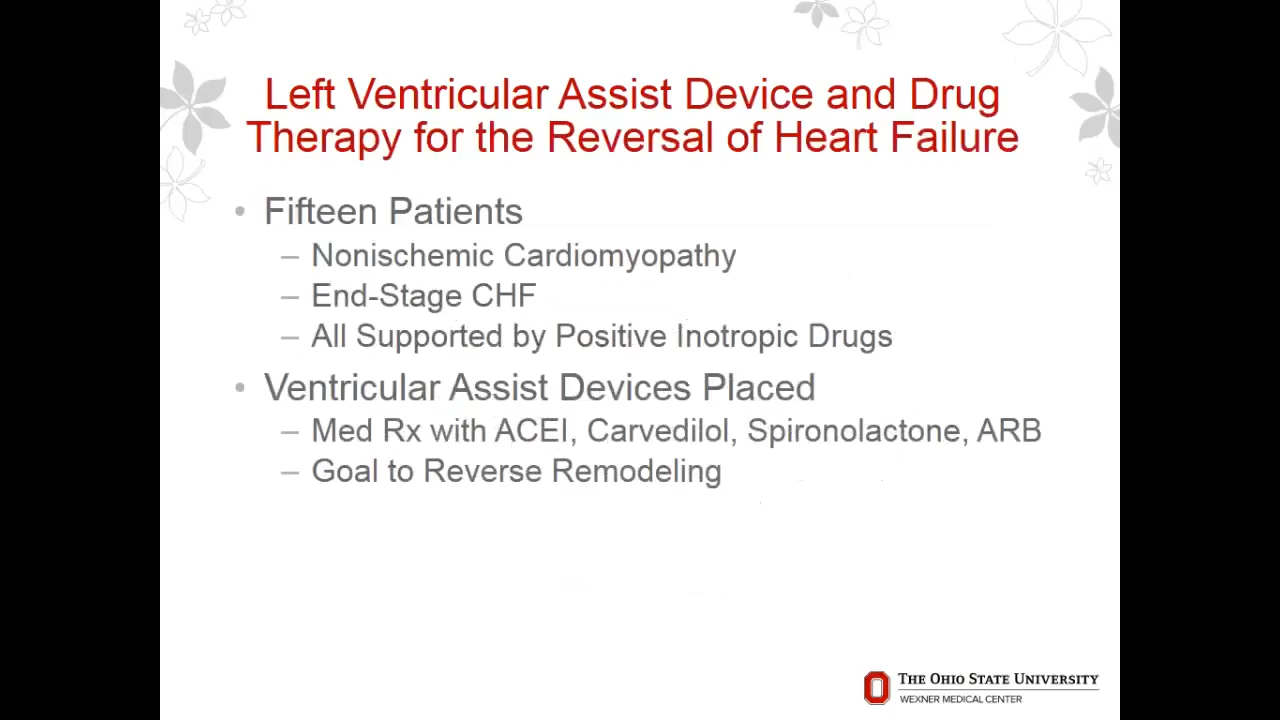 Left Ventricular Assist Device and Drug
Therapy for the Reversal of Heart Failure
• Fifteen Patients
– Nonischemic Cardiomyopathy
– End-Stage CHF
– All Supported by Positive Inotropic Drugs
• Ventricular Assist Devices Placed
– Med Rx with ACEI, Carvedilol, Spironolactone, ARB
– Goal to Reverse Remodeling
THE OHIO STATE UNIVERSITY
WEXNER MEDICAL CENTER